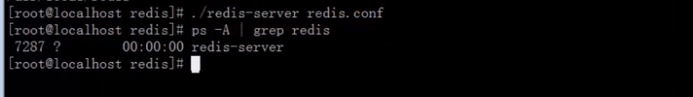 [root@localhost redis]# ./redis-server redis.conf
[root@localhost redis]# ps -A | grep redis
 7287 ?        00:00:00 redis-server
[root@localhost redis]#